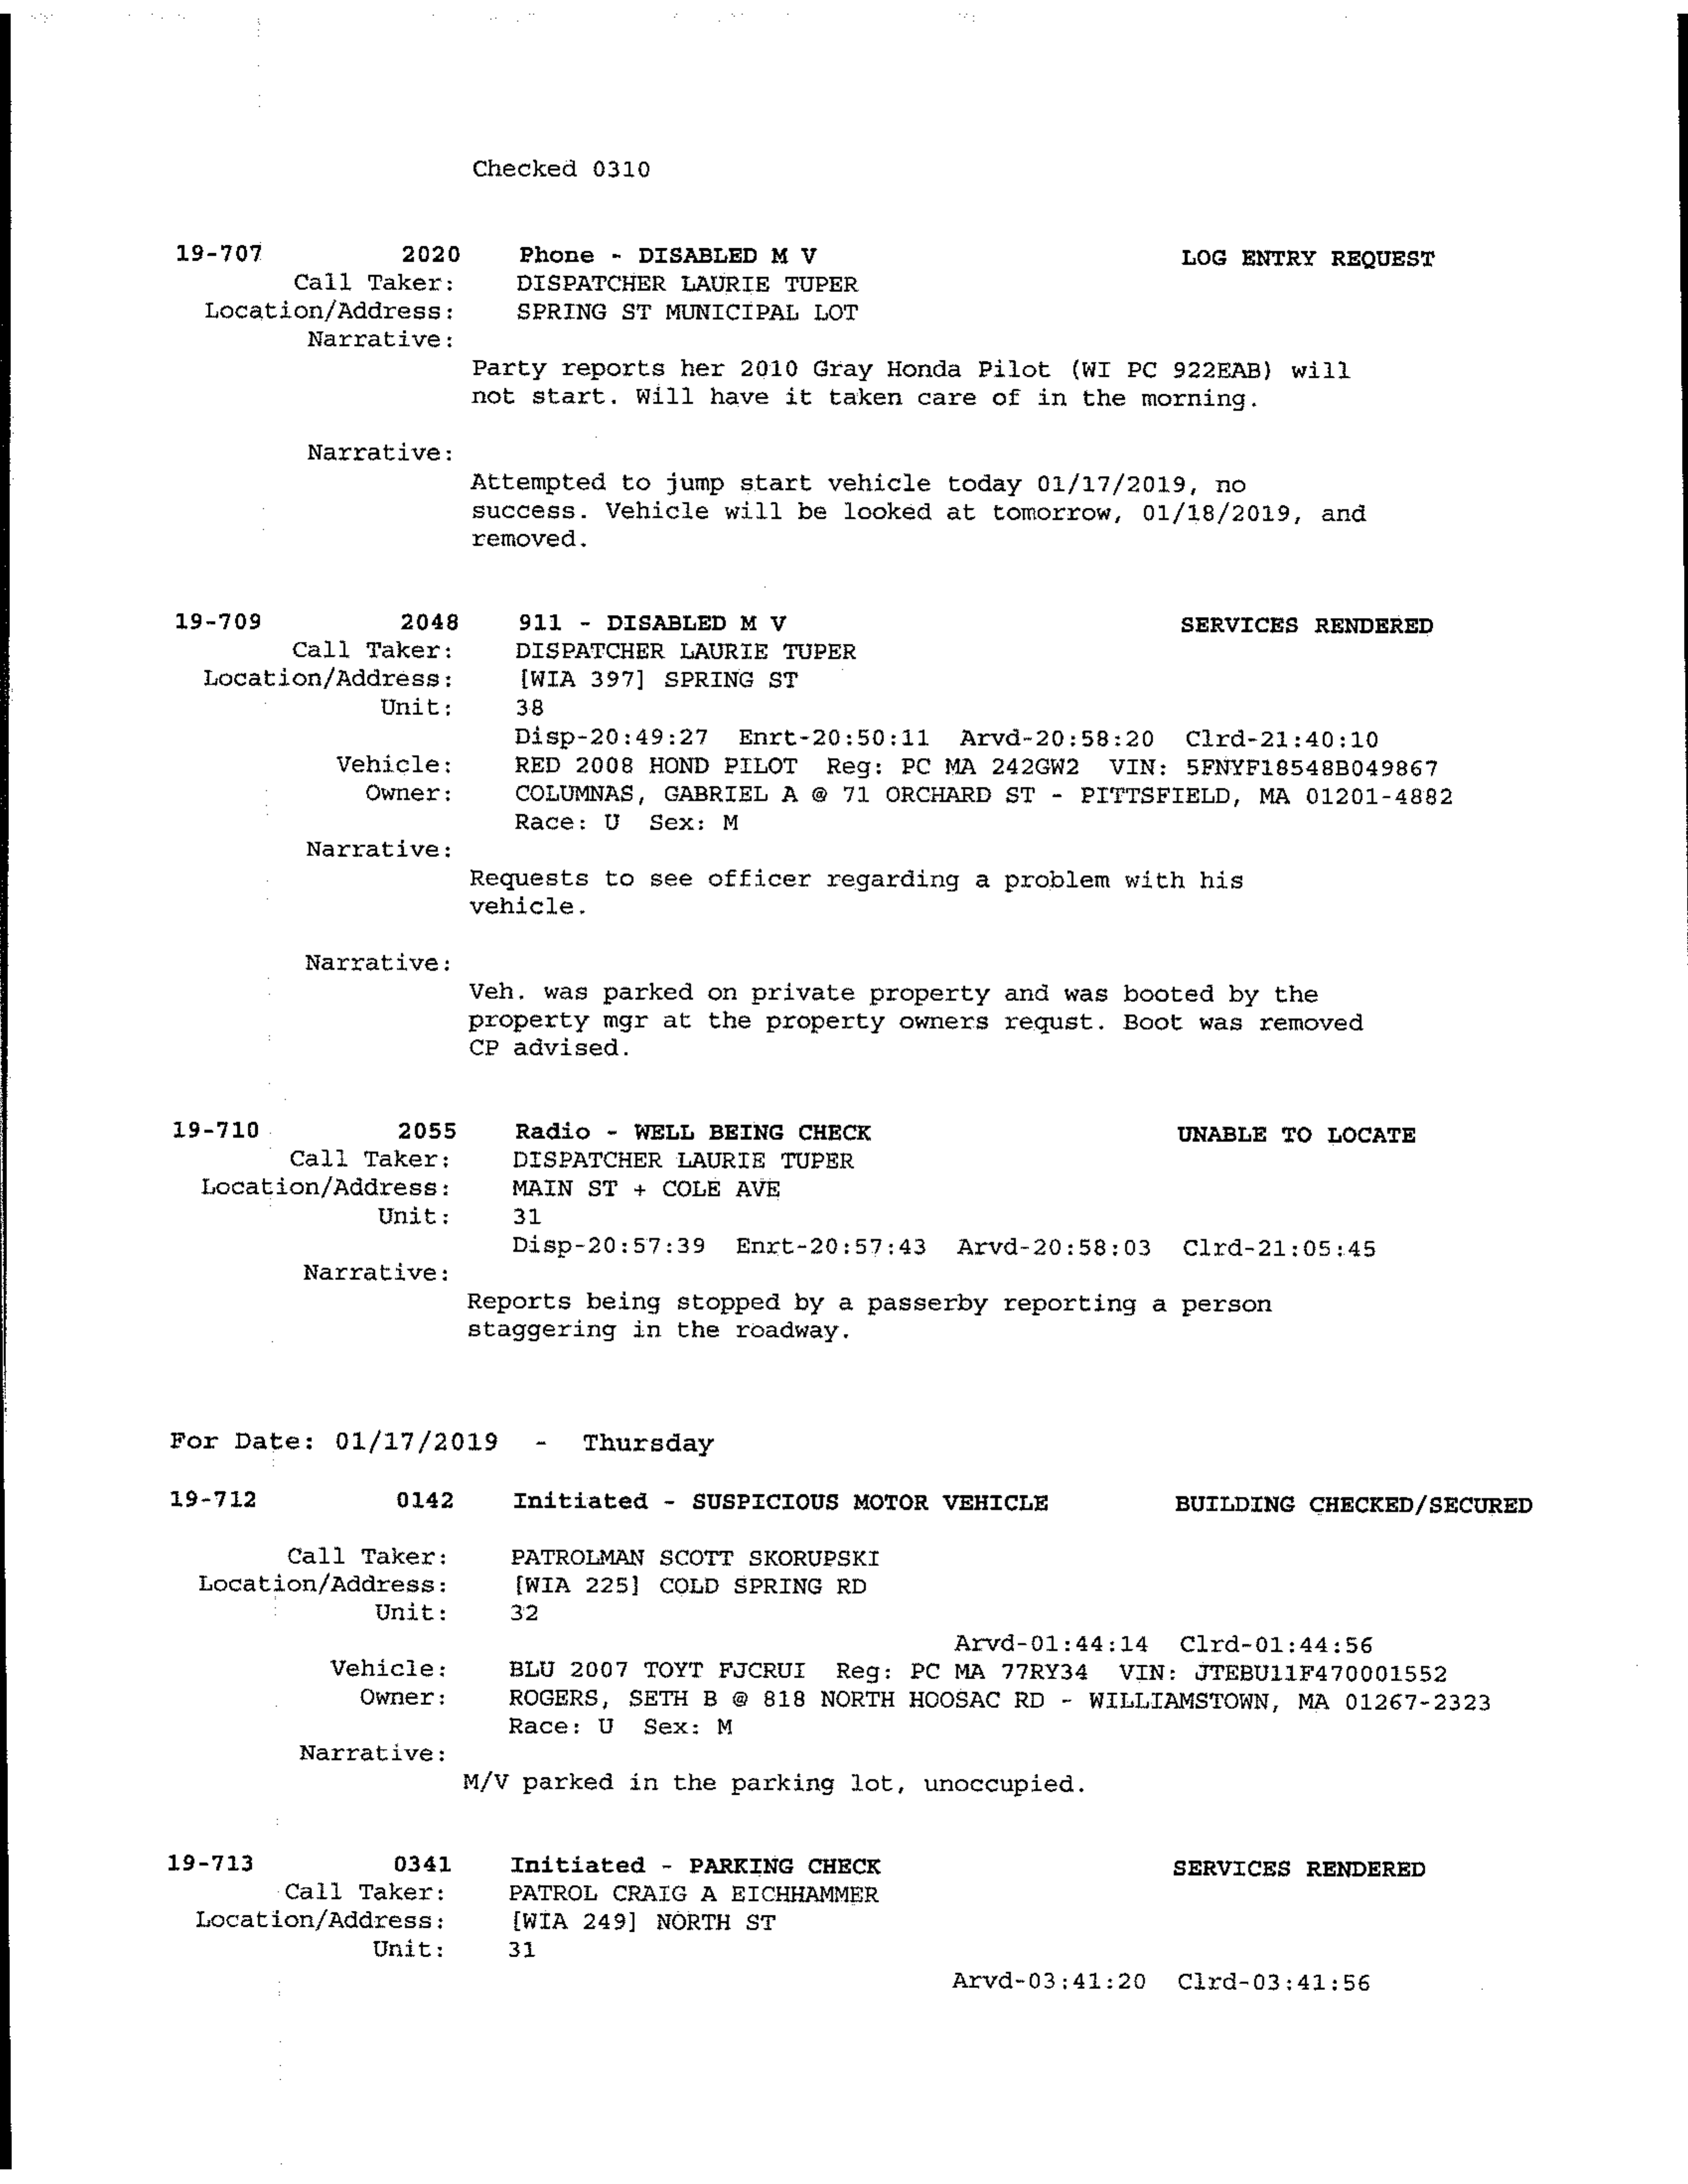 Checked 0310
19-707 2020 Phone - DISABLED M V LOG ENTRY REQUEST
Call Taker: DISPATCHER LAURIE TUPER
Location/Address: SPRING ST MUNICIPAL LOT
Narrative:
Party reports her 2010 Gray Honda Pilot (WI PC 922EAB) will
not start. Will have it taken care of in the morning.
Narrative:
Attempted to jump start vehicle today 01/17/2019, no
success. Vehicle will be looked at tomorrow, 01/18/2019, and
removed.
19-709 2048 911 - DISABLED M V SERVICES RENDERED
Call Taker: DISPATCHER LAURIE TUPER
Location/Address: [WIA 397] SPRING ST
Unit: 38
Disp-20:49:27 Enrt-20:50:11 Arvd-20:58:20 Clrd-21:40:10
Vehicle: RED 2008 HOND PILOT Reg: PC MA 242GW2 VIN: 5FNYF18548B049867
Owner: COLUMNAS, GABRIEL A @ 71 ORCHARD ST - PITTSFIELD, MA 01201-4882
Race: U Sex: M
Narrative:
Requests to see officer regarding a problem with his
vehicle.
Narrative:
Veh. was parked on private property and was booted by the
property mgr at the property owners requst. Boot was removed
CP advised.
19-710 2055 Radio - WELL BEING CHECK UNABLE TO LOCATE
Call Taker: DISPATCHER LAURIE TUPER
Location/Address: MAIN ST + COLE AVE
Unit: 31
Disp-20:57:39 Enrt-20:57:43 Arvd-20:58:03 Clrd-21:05:45
Narrative:
Reports being stopped by a passerby reporting a person
staggering in the roadway.
For Date: 01/17/2019 - Thursday
19-712 0142 Initiated - SUSPICIOUS MOTOR VEHICLE BUILDING CHECKED/SECURED
Call Taker: PATROLMAN SCOTT SKORUPSKI
Location/Address: [WIA 225] COLD SPRING RD
Unit: 32
Arvd-01:44:14 Clrd-01:44:56
Vehicle: BLU 2007 TOYT FJCRUI Reg: PC MA 77RY34 VIN: JTEBU11F470001552
Owner: ROGERS, SETH B @ 818 NORTH HOOSAC RD - WILLIAMSTOWN, MA 01267-2323
Race: U Sex: M
Narrative:
M/V parked in the parking lot, unoccupied.
19-713 0341 Initiated - PARKING CHECK SERVICES RENDERED
Call Taker: PATROL CRAIG A EICHHAMMER
Location/Address: [WIA 249] NORTH ST
Unit: 31
Arvd-03:41:20 Clrd-03:41:56